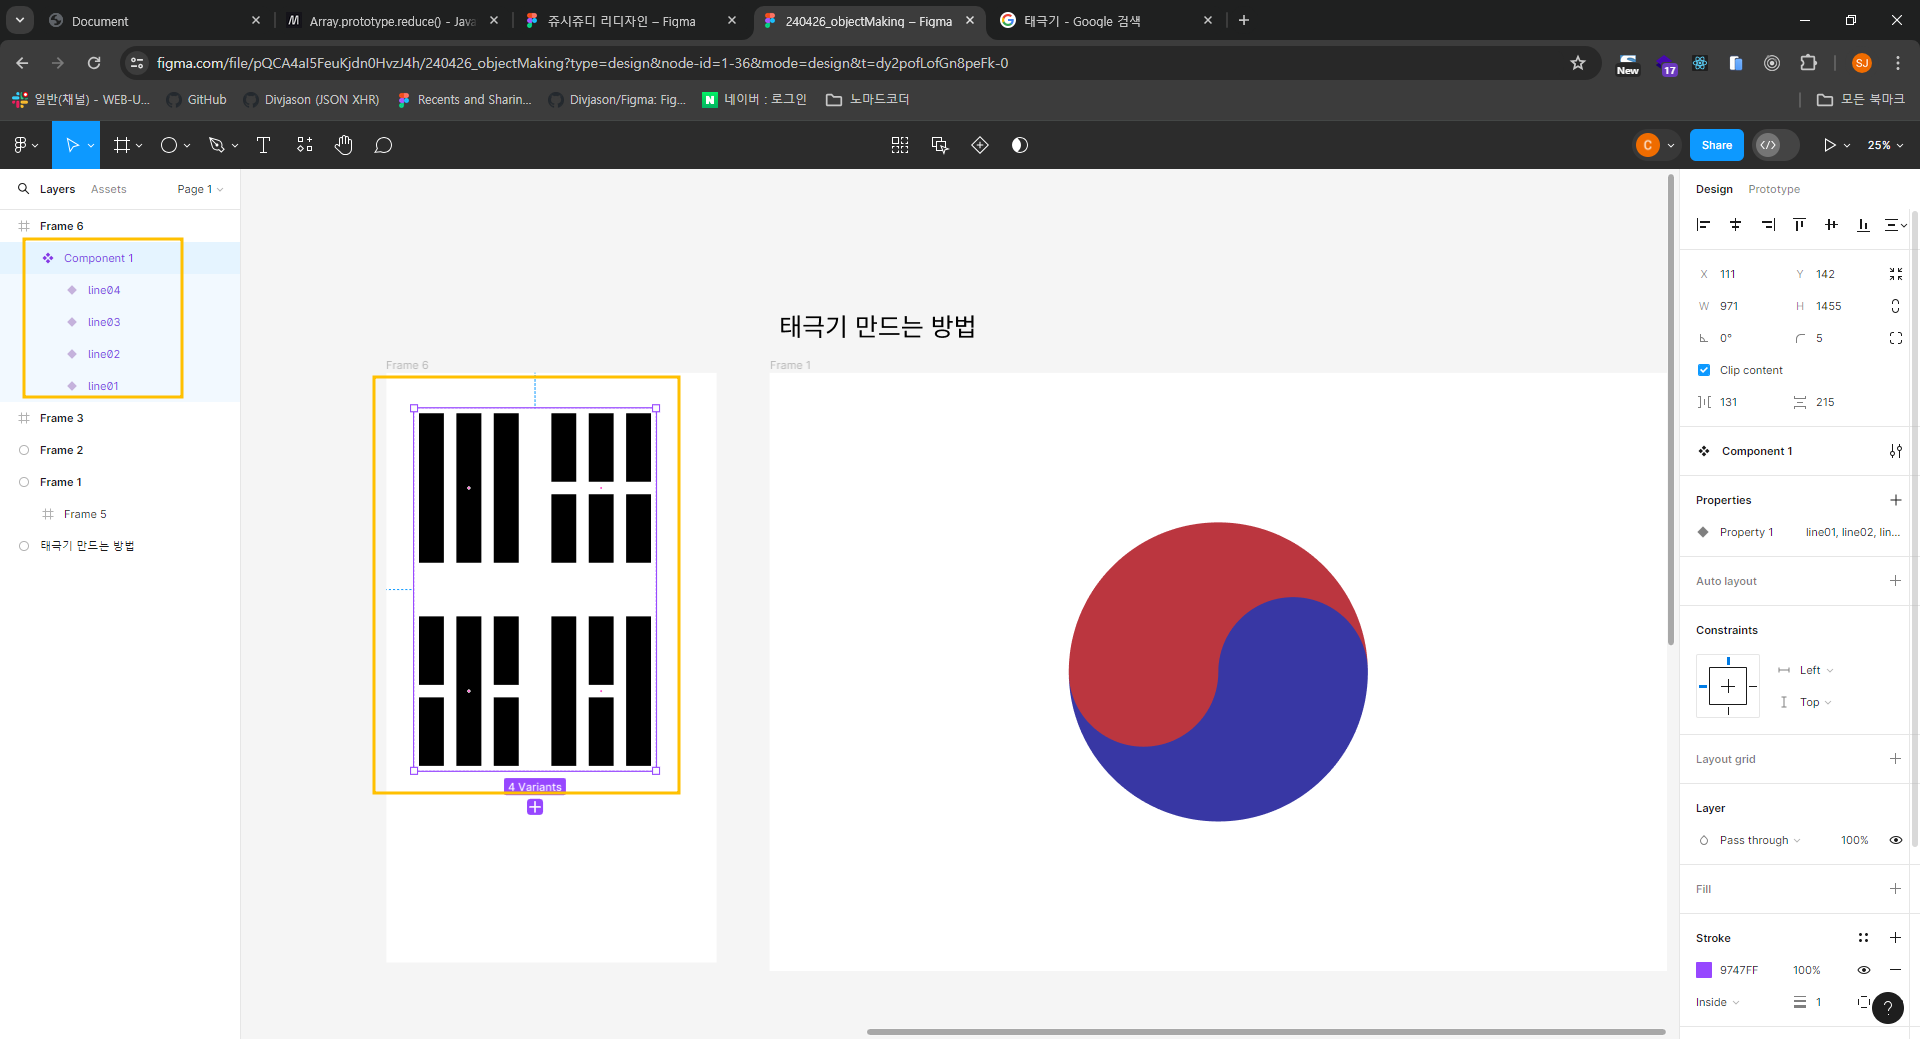 Document
Array.prototype.reduce() - Java
쥬시쥬디 리디자인 – Figma
240426_objectMaking – Figma
태극기 - Google 검색
figma.com/file/pQCA4aI5FeuKjdn0HvzJ4h/240426_objectMaking?type=design&node-id=1-36&mode=design&t=dy2pofLofGn8peFk-0
New
17
SJ
일반(채널) - WEB-U...
GitHub
Divjason (JSON XHR)
Recents and Sharin...
Divjason/Figma: Fig...
N
네이버 : 로그인
노마드코더
모든 북마크
C
Share
25%
Layers
Assets
Page 1
Frame 6
Component 1
line04
line03
line02
line01
Frame 3
Frame 2
Frame 1
Frame 5
태극기 만드는 방법
태극기 만드는 방법
Frame 6
Frame 1
4 Variants
Design
Prototype
X 111
Y 142
W 971
H 1455
0°
5
Clip content
131
215
Component 1
Properties
Property 1
line01, line02, lin...
Auto layout
Constraints
Left
Top
Layout grid
Layer
Pass through
100%
Fill
Stroke
9747FF
100%
Inside
1
?